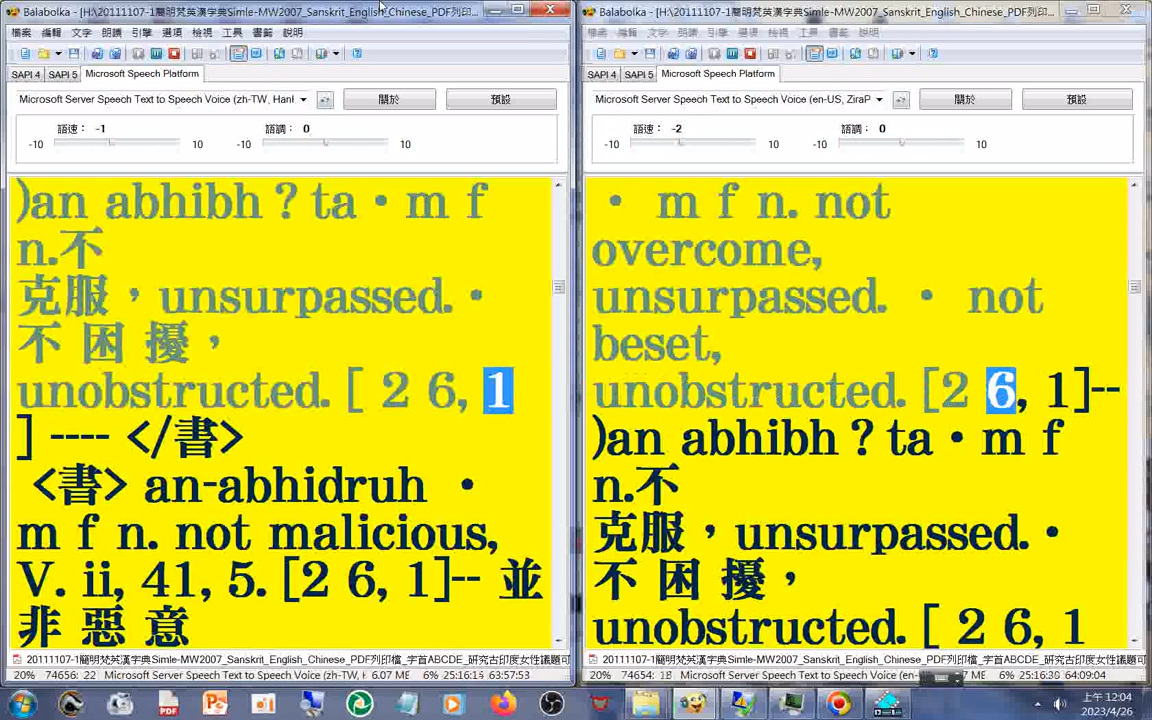 Balabolka - [H:\20111107-1簡明梵英漢字典Simle-MW2007_Sanskrit_English_Chinese_PDF列印...
檔案 編輯 文字 朗讀 引擎 選項 檢視 工具 書籤 說明
SAPI 4 SAPI 5 Microsoft Speech Platform
Microsoft Server Speech Text to Speech Voice (zh-TW, Hanl
關於 預設
語速： -1 語調： 0
-10 10 -10 10
)an abhibh？ta・m f
n.不
克服，unsurpassed.・
不 困 擾，
unobstructed. [ 2 6, 1
] ---- </書>
<書> an-abhidruh ・
m f n. not malicious,
V. ii, 41, 5. [2 6, 1]-- 並
非 惡 意
20111107-1簡明梵英漢字典Simle-MW2007_Sanskrit_English_Chinese_PDF列印檔_字首ABCDE_研究古印度女性議題可
20% 74656: 22 Microsoft Server Speech Text to Speech Voice (zh-TW, 6.07 ME 6% 25:16:14 63:57:53
Balabolka - [H:\20111107-1簡明梵英漢字典Simle-MW2007_Sanskrit_English_Chinese_PDF列印...
檔案 編輯 文字 朗讀 引擎 選項 檢視 工具 書籤 說明
SAPI 4 SAPI 5 Microsoft Speech Platform
Microsoft Server Speech Text to Speech Voice (en-US, ZiraP
關於 預設
語速： -2 語調： 0
-10 10 -10 10
・ m f n. not
overcome,
unsurpassed. ・ not
beset,
unobstructed. [2 6, 1]--
)an abhibh？ta・m f
n.不
克服，unsurpassed.・
不 困 擾，
unobstructed. [ 2 6, 1
20111107-1簡明梵英漢字典Simle-MW2007_Sanskrit_English_Chinese_PDF列印檔_字首ABCDE_研究古印度女性議題可
20% 74654: 18 Microsoft Server Speech Text to Speech Voice 6% 25:16:38 64:09:04
上午 12:04
2023/4/26